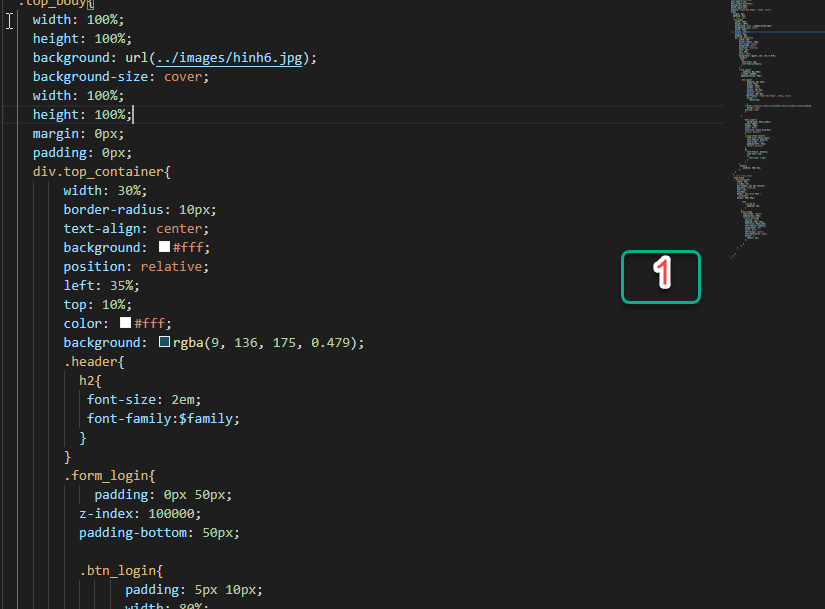 .top_body{
width: 100%;
height: 100%;
background: url(../images/hinh6.jpg);
background-size: cover;
width: 100%;
height: 100%;
margin: 0px;
padding: 0px;
div.top_container{
width: 30%;
border-radius: 10px;
text-align: center;
background: #fff;
position: relative;
left: 35%;
top: 10%;
color: #fff;
background: rgba(9, 136, 175, 0.479);
.header{
h2{
font-size: 2em;
font-family:$family;
}
}
.form_login{
padding: 0px 50px;
z-index: 100000;
padding-bottom: 50px;
.btn_login{
padding: 5px 10px;
width: 80%;
1